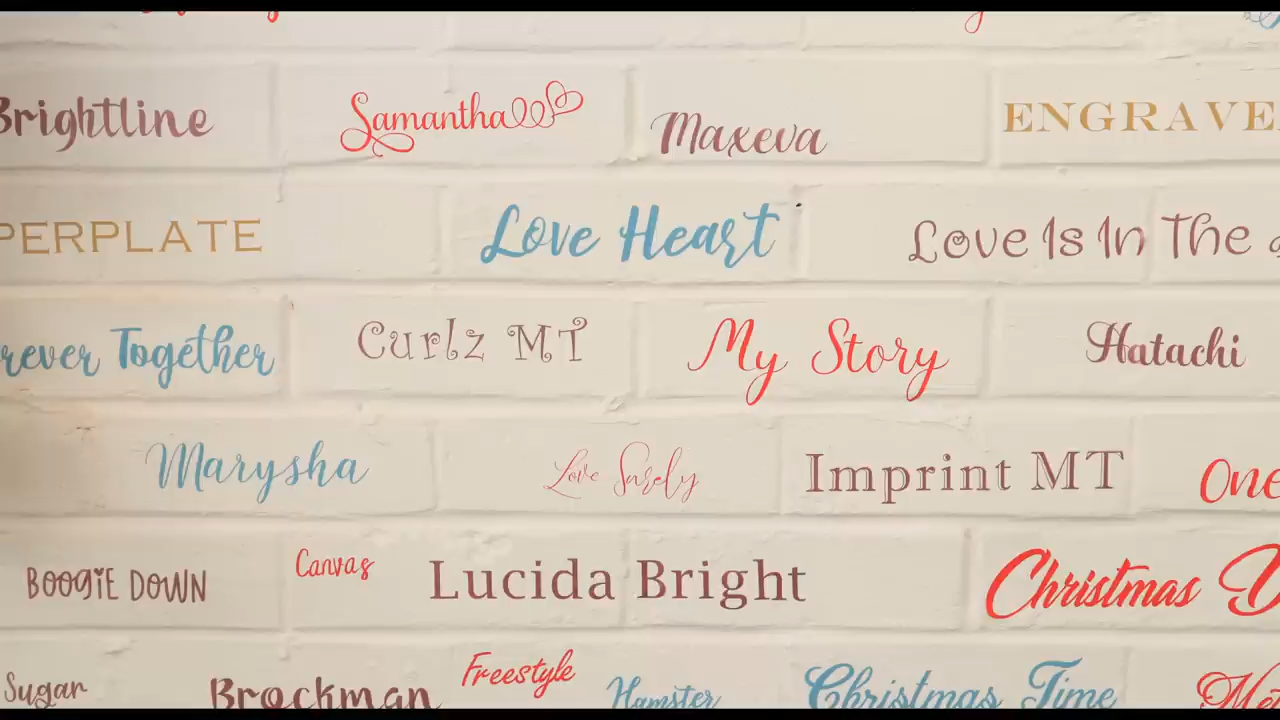 Brightline Samantha Maxeva ENGRAVE
PERPLATE Love Heart Love Is In The
rever Together Curlz MT My Story Hatachi
Marysha Love Surely Imprint MT One
BOOGiE DOWN Canvas Lucida Bright Christmas D
Sugar Brockman Freestyle Hamster Christmas Time Me